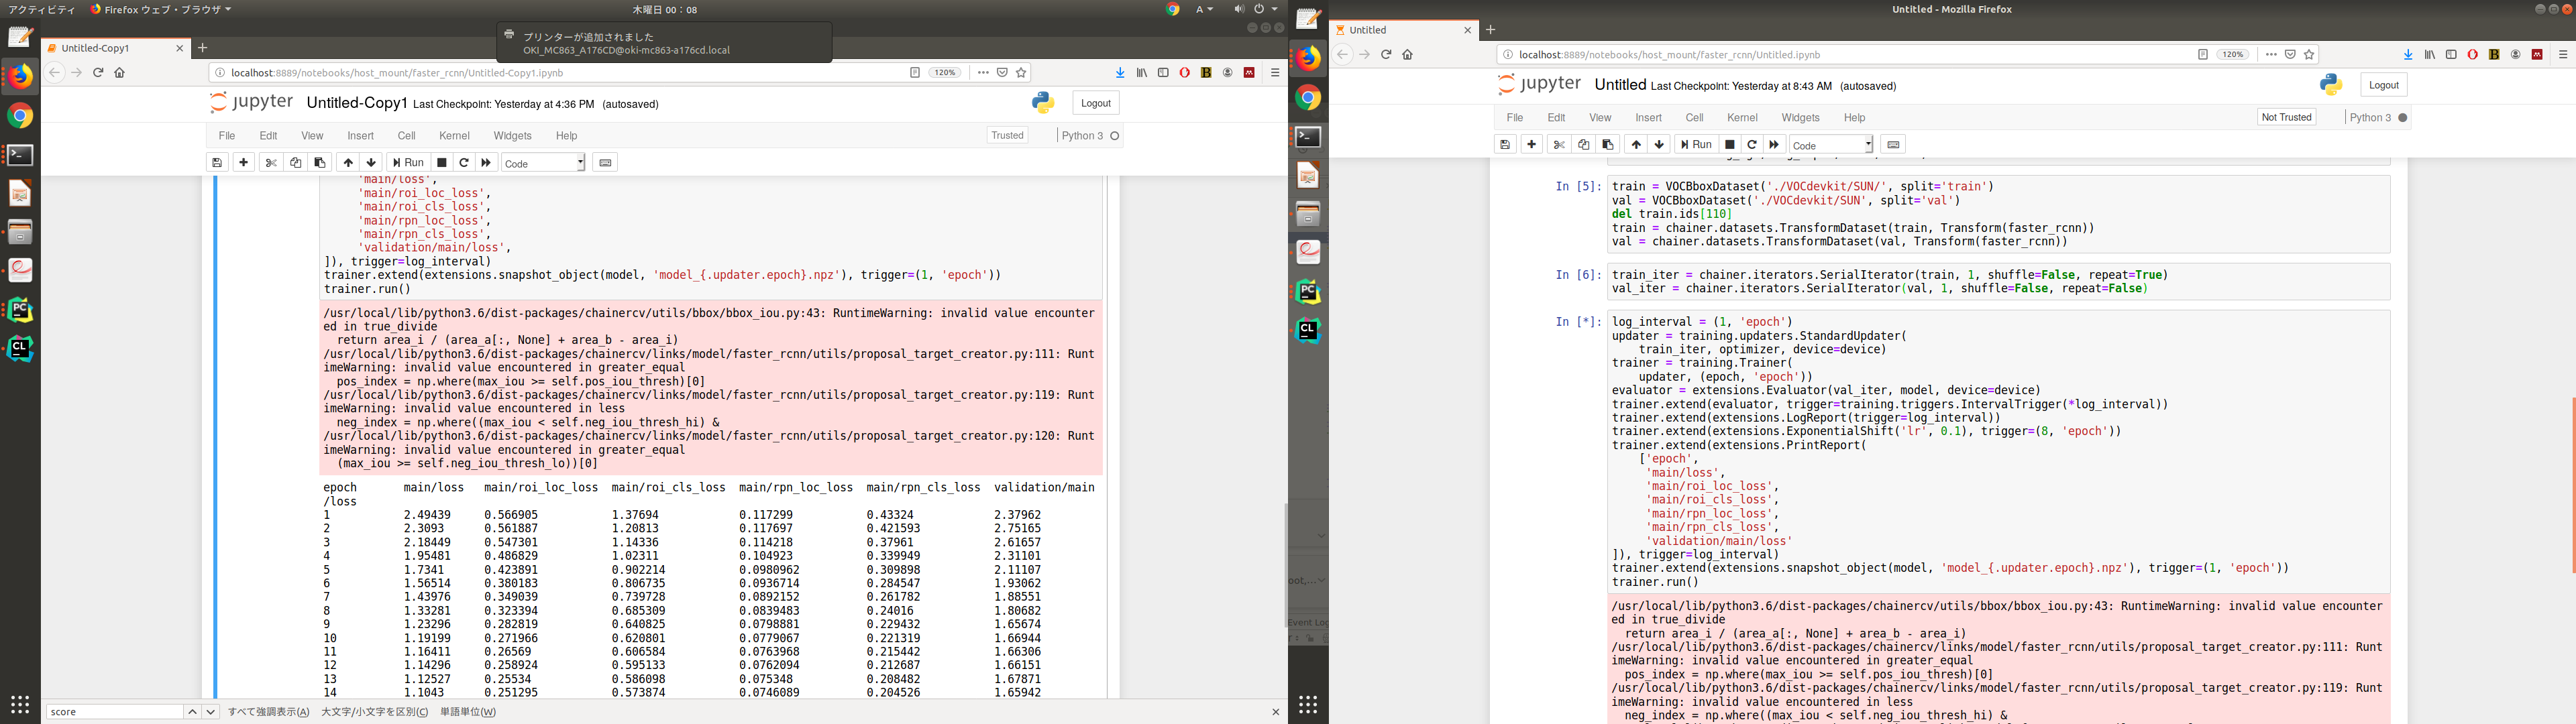 アクティビティ
Firefox ウェブ・ブラウザ
木曜日 00：08
A
プリンターが追加されました
OKI_MC863_A176CD@oki-mc863-a176cd.local
Untitled-Copy1
localhost:8889/notebooks/host_mount/faster_rcnn/Untitled-Copy1.ipynb
120%
jupyter Untitled-Copy1 Last Checkpoint: Yesterday at 4:36 PM (autosaved)
Logout
File Edit View Insert Cell Kernel Widgets Help
Trusted
Python 3
Run
Code
'main/loss',
'main/roi_loc_loss',
'main/roi_cls_loss',
'main/rpn_loc_loss',
'main/rpn_cls_loss',
'validation/main/loss',
]), trigger=log_interval)
trainer.extend(extensions.snapshot_object(model, 'model_{.updater.epoch}.npz'), trigger=(1, 'epoch'))
trainer.run()
/usr/local/lib/python3.6/dist-packages/chainercv/utils/bbox/bbox_iou.py:43: RuntimeWarning: invalid value encounter
ed in true_divide
return area_i / (area_a[:, None] + area_b - area_i)
/usr/local/lib/python3.6/dist-packages/chainercv/links/model/faster_rcnn/utils/proposal_target_creator.py:111: Runt
imeWarning: invalid value encountered in greater_equal
pos_index = np.where(max_iou >= self.pos_iou_thresh)[0]
/usr/local/lib/python3.6/dist-packages/chainercv/links/model/faster_rcnn/utils/proposal_target_creator.py:119: Runt
imeWarning: invalid value encountered in less
neg_index = np.where((max_iou < self.neg_iou_thresh_hi) &
/usr/local/lib/python3.6/dist-packages/chainercv/links/model/faster_rcnn/utils/proposal_target_creator.py:120: Runt
imeWarning: invalid value encountered in greater_equal
(max_iou >= self.neg_iou_thresh_lo))[0]
epoch main/loss main/roi_loc_loss main/roi_cls_loss main/rpn_loc_loss main/rpn_cls_loss validation/main
/loss
1 2.49439 0.566905 1.37694 0.117299 0.43324 2.37962
2 2.3093 0.561887 1.20813 0.117697 0.421593 2.75165
3 2.18449 0.547301 1.14336 0.114218 0.37961 2.61657
4 1.95481 0.486829 1.02311 0.104923 0.339949 2.31101
5 1.7341 0.423891 0.902214 0.0980962 0.309898 2.11107
6 1.56514 0.380183 0.806735 0.0936714 0.284547 1.93062
7 1.43976 0.349039 0.739728 0.0892152 0.261782 1.88551
8 1.33281 0.323394 0.685309 0.0839483 0.24016 1.80682
9 1.23296 0.282819 0.640825 0.0798881 0.229432 1.65674
10 1.19199 0.271966 0.620801 0.0779067 0.221319 1.66944
11 1.16411 0.26569 0.606584 0.0763968 0.215442 1.66306
12 1.14296 0.258924 0.595133 0.0762094 0.212687 1.66151
13 1.12527 0.25534 0.586098 0.075348 0.208482 1.67871
14 1.1043 0.251295 0.573874 0.0746089 0.204526 1.65942
score
すべて強調表示(A) 大文字/小文字を区別(C) 単語単位(W)
Event Log
Untitled - Mozilla Firefox
Untitled
localhost:8889/notebooks/host_mount/faster_rcnn/Untitled.ipynb
120%
jupyter Untitled Last Checkpoint: Yesterday at 8:43 AM (autosaved)
Logout
File Edit View Insert Cell Kernel Widgets Help
Not Trusted
Python 3
Run
Code
In [5]:
train = VOCBboxDataset('./VOCdevkit/SUN/', split='train')
val = VOCBboxDataset('./VOCdevkit/SUN', split='val')
del train.ids[110]
train = chainer.datasets.TransformDataset(train, Transform(faster_rcnn))
val = chainer.datasets.TransformDataset(val, Transform(faster_rcnn))
In [6]:
train_iter = chainer.iterators.SerialIterator(train, 1, shuffle=False, repeat=True)
val_iter = chainer.iterators.SerialIterator(val, 1, shuffle=False, repeat=False)
In [*]:
log_interval = (1, 'epoch')
updater = training.updaters.StandardUpdater(
train_iter, optimizer, device=device)
trainer = training.Trainer(
updater, (epoch, 'epoch'))
evaluator = extensions.Evaluator(val_iter, model, device=device)
trainer.extend(evaluator, trigger=training.triggers.IntervalTrigger(*log_interval))
trainer.extend(extensions.LogReport(trigger=log_interval))
trainer.extend(extensions.ExponentialShift('lr', 0.1), trigger=(8, 'epoch'))
trainer.extend(extensions.PrintReport(
['epoch',
'main/loss',
'main/roi_loc_loss',
'main/roi_cls_loss',
'main/rpn_loc_loss',
'main/rpn_cls_loss',
'validation/main/loss'
]), trigger=log_interval)
trainer.extend(extensions.snapshot_object(model, 'model_{.updater.epoch}.npz'), trigger=(1, 'epoch'))
trainer.run()
/usr/local/lib/python3.6/dist-packages/chainercv/utils/bbox/bbox_iou.py:43: RuntimeWarning: invalid value encounter
ed in true_divide
return area_i / (area_a[:, None] + area_b - area_i)
/usr/local/lib/python3.6/dist-packages/chainercv/links/model/faster_rcnn/utils/proposal_target_creator.py:111: Runt
imeWarning: invalid value encountered in greater_equal
pos_index = np.where(max_iou >= self.pos_iou_thresh)[0]
/usr/local/lib/python3.6/dist-packages/chainercv/links/model/faster_rcnn/utils/proposal_target_creator.py:119: Runt
imeWarning: invalid value encountered in less
neg_index = np.where((max_iou < self.neg_iou_thresh_hi) &